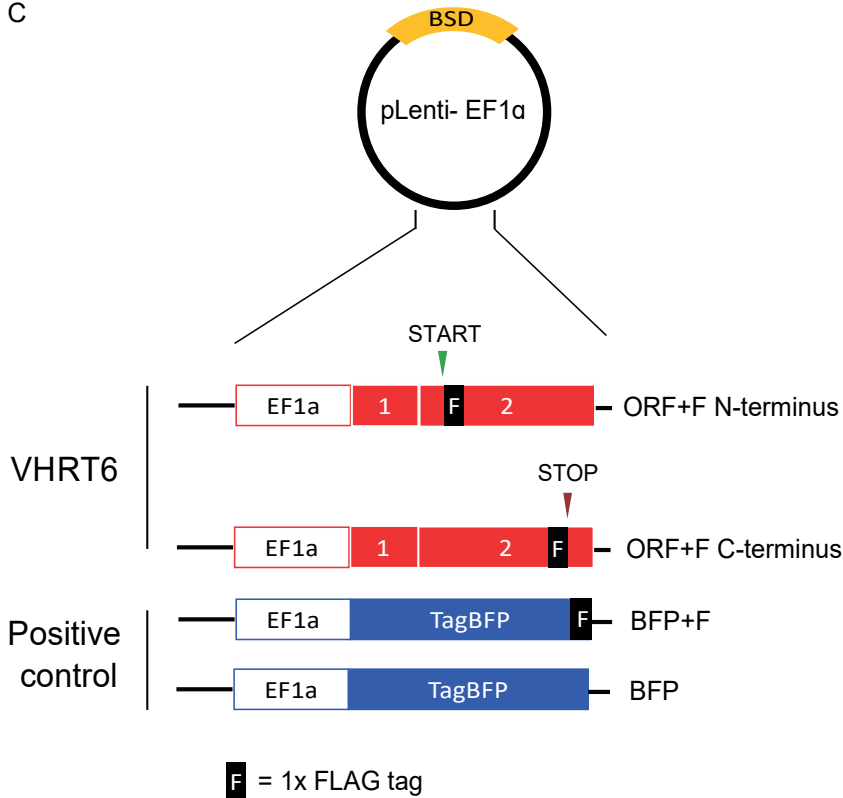 C
BSD
pLenti- EF1α
START
EF1a 1 F 2 ORF+F N-terminus
VHRT6
STOP
EF1a 1 2 F ORF+F C-terminus
EF1a TagBFP F BFP+F
Positive
control
EF1a TagBFP BFP
F = 1x FLAG tag